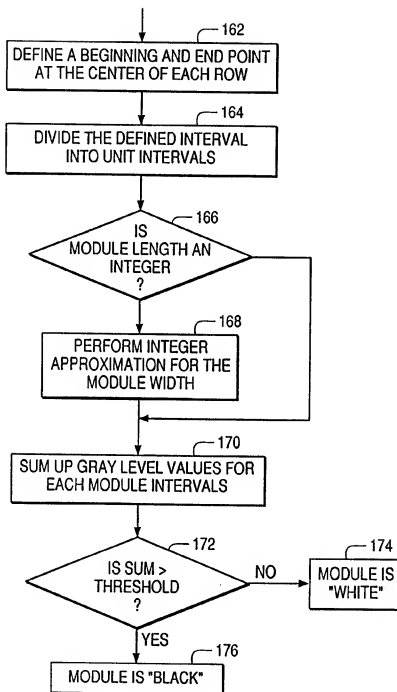 162
DEFINE A BEGINNING AND END POINT
AT THE CENTER OF EACH ROW
164
DIVIDE THE DEFINED INTERVAL
INTO UNIT INTERVALS
166
IS
MODULE LENGTH AN
INTEGER
?
168
PERFORM INTEGER
APPROXIMATION FOR THE
MODULE WIDTH
170
SUM UP GRAY LEVEL VALUES FOR
EACH MODULE INTERVALS
172
IS SUM >
THRESHOLD
?
NO
174
MODULE IS
"WHITE"
YES
176
MODULE IS "BLACK"